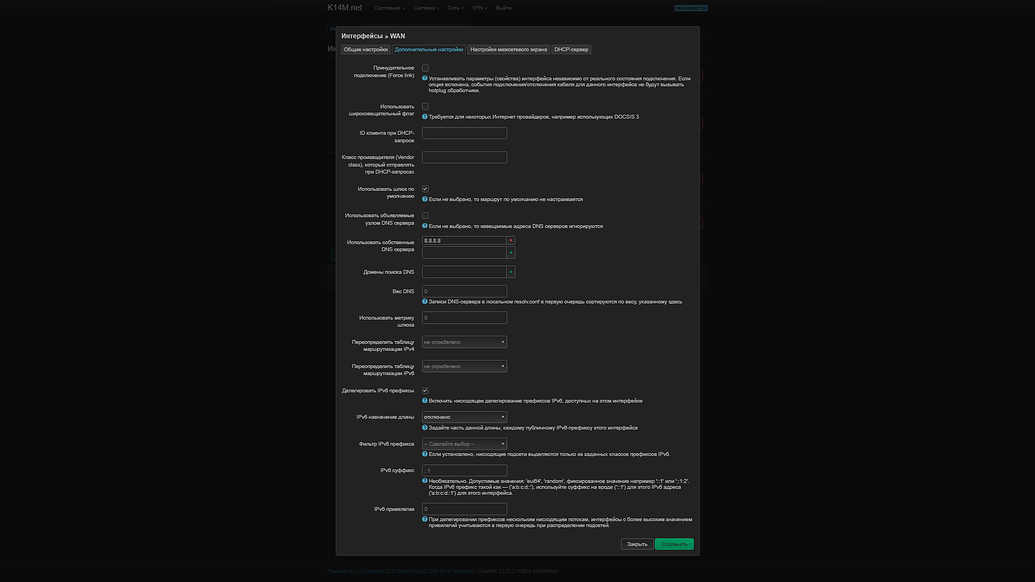 K14M.net
Состояние Система Сеть VPN Выйти
Интерфейсы » WAN
Общие настройки Дополнительные настройки Настройки межсетевого экрана DHCP-сервер
Принудительное
подключение (Force link)
Устанавливать параметры (свойства) интерфейса независимо от реального состояния подключения. Если
опция включена, события подключения/отключения кабеля для данного интерфейса не будут вызывать
hotplug обработчики.
Использовать
широковещательный флаг
Требуется для некоторых Интернет провайдеров, например использующих DOCSIS 3
ID клиента при DHCP-
запросе
Класс производителя (Vendor
class), который отправлять
при DHCP-запросах
Использовать шлюз по
умолчанию
Если не выбрано, то маршрут по умолчанию не настраивается
Использовать объявляемые
узлом DNS сервера
Если не выбрано, то извещаемые адреса DNS серверов игнорируются
Использовать собственные
DNS сервера
8.8.8.8
Домены поиска DNS
Вес DNS
0
Записи DNS-сервера в локальном resolv.conf в первую очередь сортируются по весу, указанному здесь
Использовать метрику
шлюза
0
Переопределить таблицу
маршрутизации IPv4
не определено
Переопределить таблицу
маршрутизации IPv6
не определено
Делегировать IPv6 префиксы
Включить нисходящее делегирование префиксов IPv6, доступных на этом интерфейсе
IPv6 назначение длины
отключено
Задайте часть данной длины, каждому публичному IPv6-префиксу этого интерфейса
Фильтр IPv6 префикса
-- Сделайте выбор --
Если установлено, нисходящие подсети выделяются только из заданных классов префиксов IPv6.
IPv6 суффикс
::1
Необязательно. Допустимые значения: 'eui64', 'random', фиксированное значение например '::1' или '::1:2'.
Когда IPv6 префикс такой как — ('a:b:c:d::'), используйте суффикс на вроде ('::1') для этого IPv6 адреса
('a:b:c:d::1') для этого интерфейса.
IPv6 привилегии
0
При делегировании префиксов нескольким нисходящим потокам, интерфейсы с более высоким значением
привилегий учитываются в первую очередь при распределении подсетей.
Закрыть Сохранить